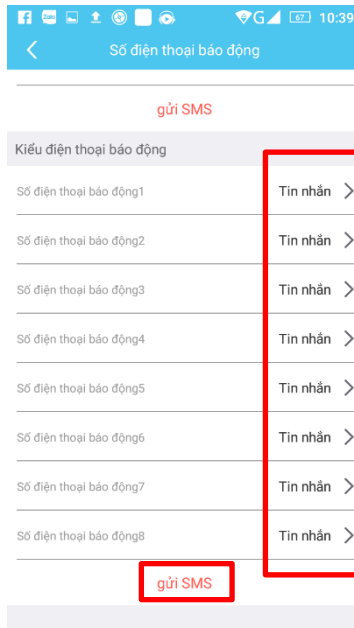 67 10:39
Số điện thoại báo động
gửi SMS
Kiểu điện thoại báo động
Số điện thoại báo động1 Tin nhắn
Số điện thoại báo động2 Tin nhắn
Số điện thoại báo động3 Tin nhắn
Số điện thoại báo động4 Tin nhắn
Số điện thoại báo động5 Tin nhắn
Số điện thoại báo động6 Tin nhắn
Số điện thoại báo động7 Tin nhắn
Số điện thoại báo động8 Tin nhắn
gửi SMS